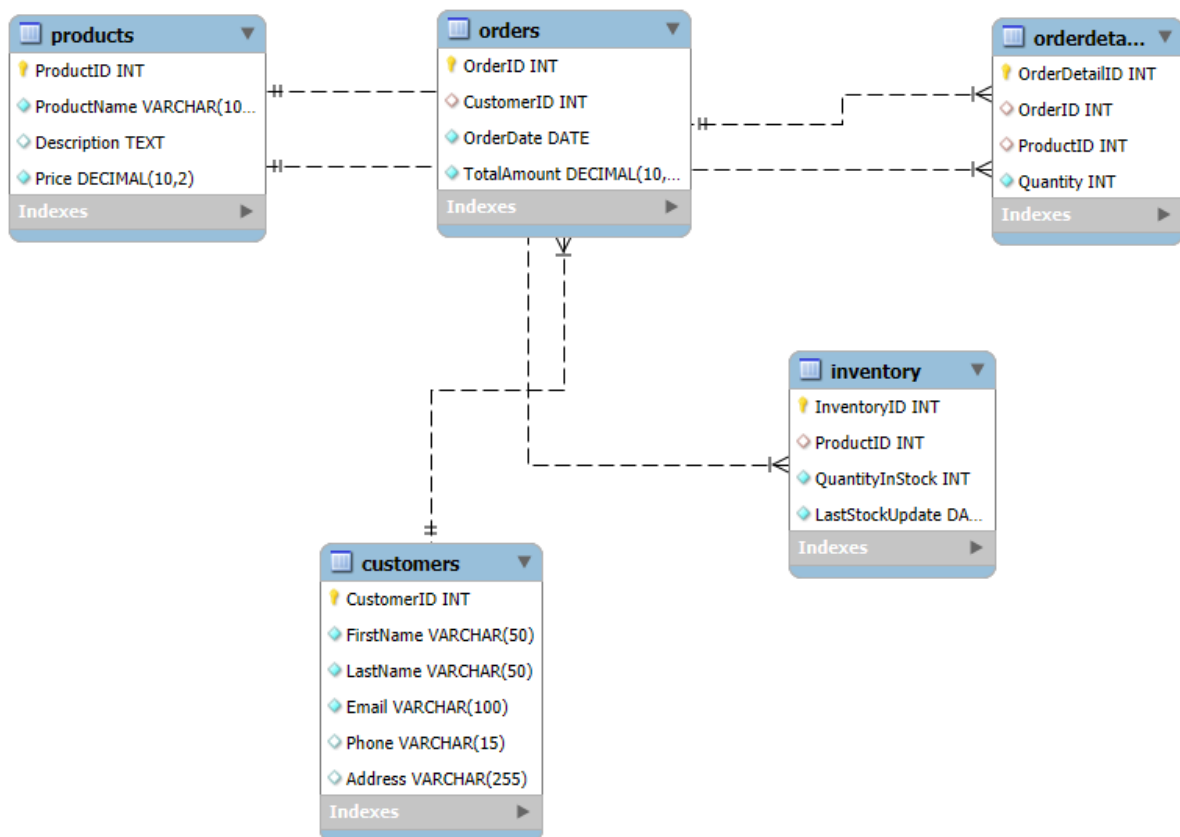 products
ProductID INT
ProductName VARCHAR(10...
Description TEXT
Price DECIMAL(10,2)
Indexes
orders
OrderID INT
CustomerID INT
OrderDate DATE
TotalAmount DECIMAL(10,...
Indexes
orderdeta...
OrderDetailID INT
OrderID INT
ProductID INT
Quantity INT
Indexes
inventory
InventoryID INT
ProductID INT
QuantityInStock INT
LastStockUpdate DA...
Indexes
customers
CustomerID INT
FirstName VARCHAR(50)
LastName VARCHAR(50)
Email VARCHAR(100)
Phone VARCHAR(15)
Address VARCHAR(255)
Indexes